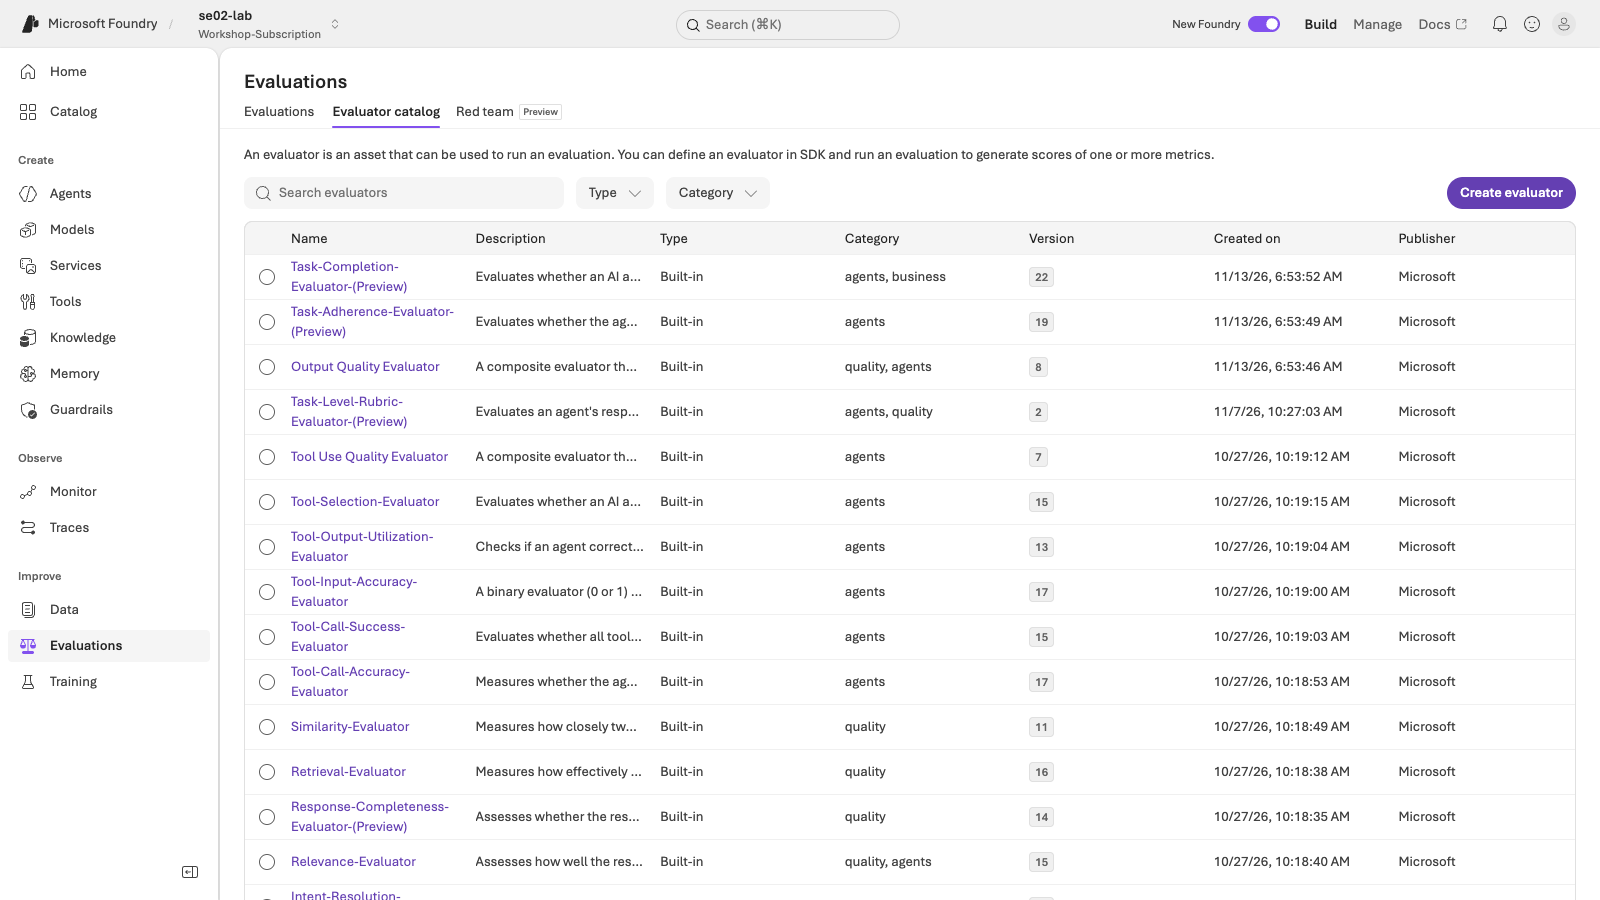 Microsoft Foundry / se02-lab
Workshop-Subscription
Search (⌘K)
New Foundry Build Manage Docs
Home
Catalog
Create
Agents
Models
Services
Tools
Knowledge
Memory
Guardrails
Observe
Monitor
Traces
Improve
Data
Evaluations
Training
Evaluations
Evaluations Evaluator catalog Red team Preview
An evaluator is an asset that can be used to run an evaluation. You can define an evaluator in SDK and run an evaluation to generate scores of one or more metrics.
Search evaluators Type Category Create evaluator
Name Description Type Category Version Created on Publisher
Task-Completion-
Evaluator-(Preview) Evaluates whether an AI a... Built-in agents, business 22 11/13/26, 6:53:52 AM Microsoft
Task-Adherence-Evaluator-
(Preview) Evaluates whether the ag... Built-in agents 19 11/13/26, 6:53:49 AM Microsoft
Output Quality Evaluator A composite evaluator th... Built-in quality, agents 8 11/13/26, 6:53:46 AM Microsoft
Task-Level-Rubric-
Evaluator-(Preview) Evaluates an agent's resp... Built-in agents, quality 2 11/7/26, 10:27:03 AM Microsoft
Tool Use Quality Evaluator A composite evaluator th... Built-in agents 7 10/27/26, 10:19:12 AM Microsoft
Tool-Selection-Evaluator Evaluates whether an AI a... Built-in agents 15 10/27/26, 10:19:15 AM Microsoft
Tool-Output-Utilization-
Evaluator Checks if an agent correct... Built-in agents 13 10/27/26, 10:19:04 AM Microsoft
Tool-Input-Accuracy-
Evaluator A binary evaluator (0 or 1) ... Built-in agents 17 10/27/26, 10:19:00 AM Microsoft
Tool-Call-Success-
Evaluator Evaluates whether all tool... Built-in agents 15 10/27/26, 10:19:03 AM Microsoft
Tool-Call-Accuracy-
Evaluator Measures whether the ag... Built-in agents 17 10/27/26, 10:18:53 AM Microsoft
Similarity-Evaluator Measures how closely tw... Built-in quality 11 10/27/26, 10:18:49 AM Microsoft
Retrieval-Evaluator Measures how effectively ... Built-in quality 16 10/27/26, 10:18:38 AM Microsoft
Response-Completeness-
Evaluator-(Preview) Assesses whether the res... Built-in quality 14 10/27/26, 10:18:35 AM Microsoft
Relevance-Evaluator Assesses how well the res... Built-in quality, agents 15 10/27/26, 10:18:40 AM Microsoft
Intent-Resolution-